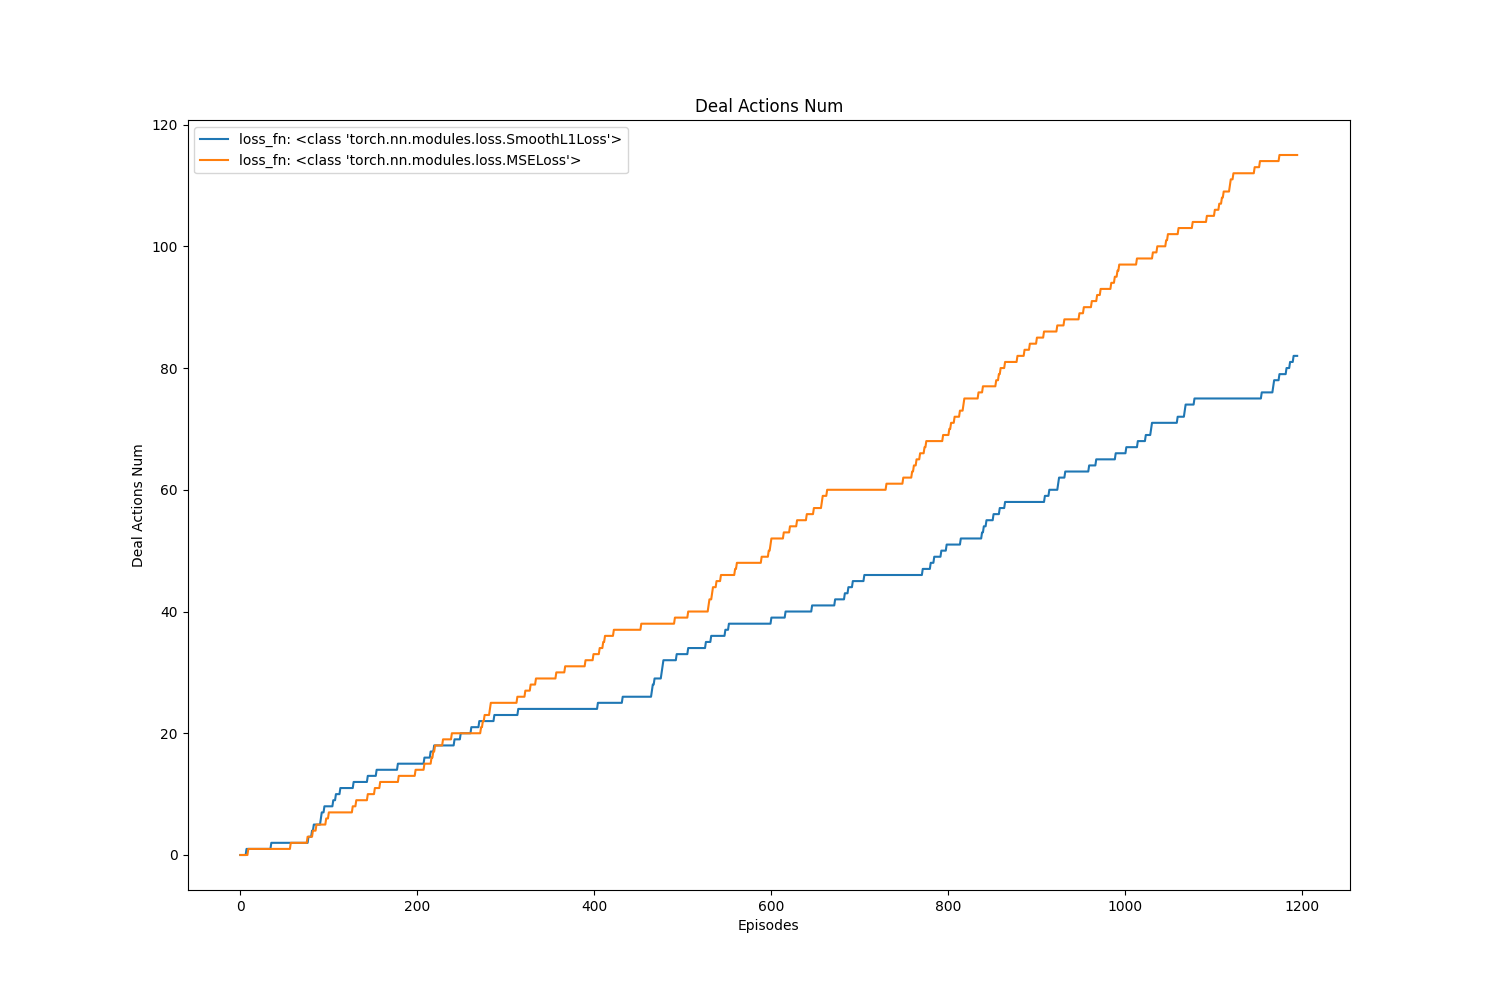 Deal Actions Num
loss_fn: <class 'torch.nn.modules.loss.SmoothL1Loss'>
loss_fn: <class 'torch.nn.modules.loss.MSELoss'>
120
100
80
60
40
20
0
Deal Actions Num
0 200 400 600 800 1000 1200
Episodes